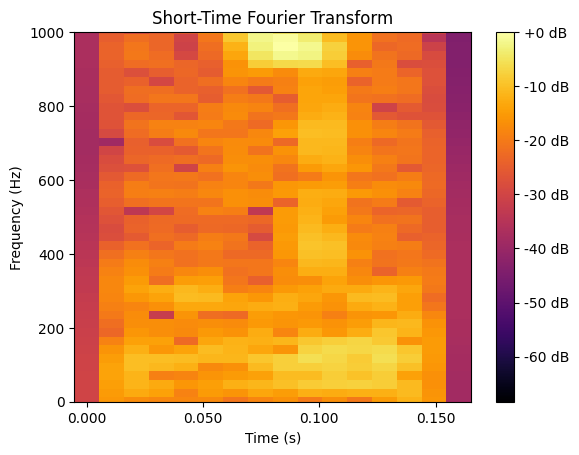 Short-Time Fourier Transform
Frequency (Hz)
1000
800
600
400
200
0
0.000
0.050
0.100
0.150
Time (s)
+0 dB
-10 dB
-20 dB
-30 dB
-40 dB
-50 dB
-60 dB